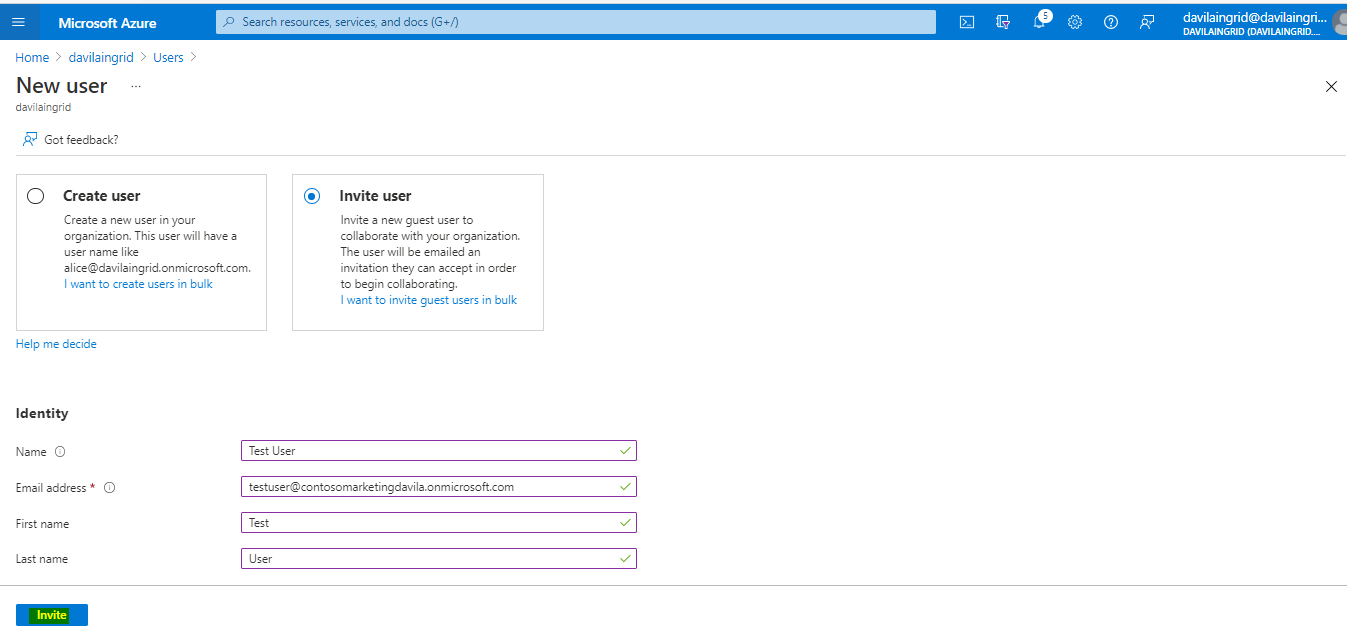 Microsoft Azure
Search resources, services, and docs (G+/)
5
davilaingrid@davilaingri...
DAVILAINGRID (DAVILAINGRID....
Home > davilaingrid > Users >
New user ...
davilaingrid
Got feedback?
Create user
Create a new user in your
organization. This user will have a
user name like
alice@davilaingrid.onmicrosoft.com.
I want to create users in bulk
Invite user
Invite a new guest user to
collaborate with your organization.
The user will be emailed an
invitation they can accept in order
to begin collaborating.
I want to invite guest users in bulk
Help me decide
Identity
Name Test User
Email address * testuser@contosomarketingdavila.onmicrosoft.com
First name Test
Last name User
Invite